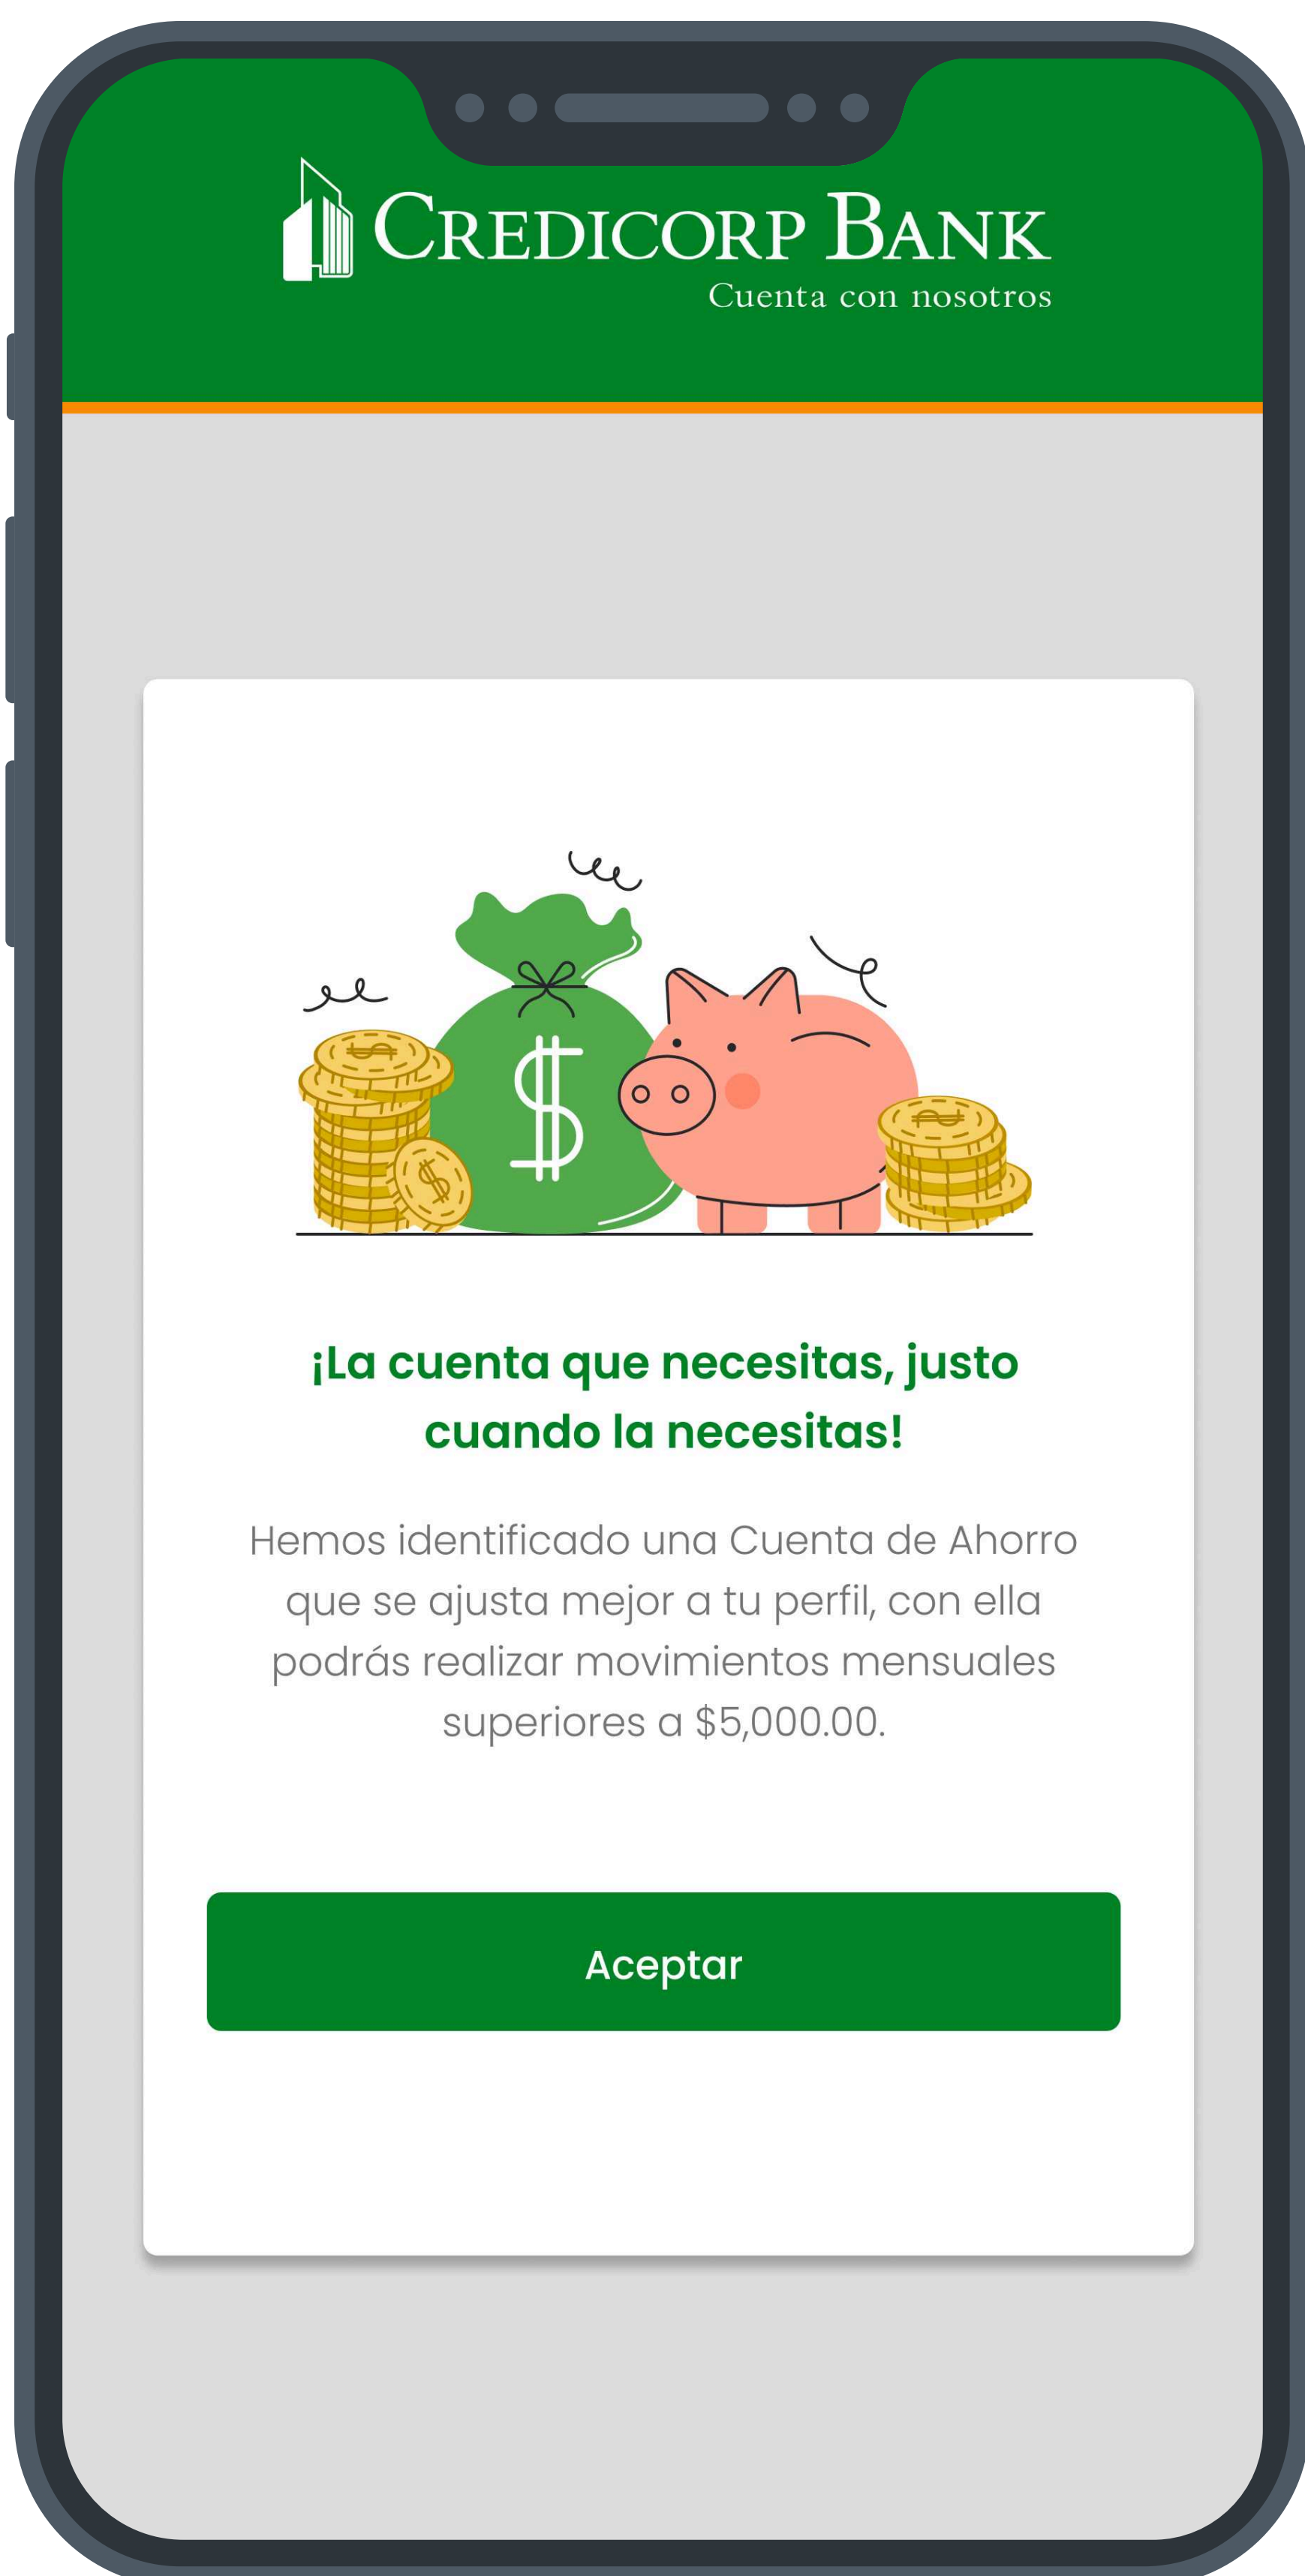 CREDICORP BANK
Cuenta con nosotros
$
$
¡La cuenta que necesitas, justo
cuando la necesitas!
Hemos identificado una Cuenta de Ahorro
que se ajusta mejor a tu perfil, con ella
podrás realizar movimientos mensuales
superiores a $5,000.00.
Aceptar